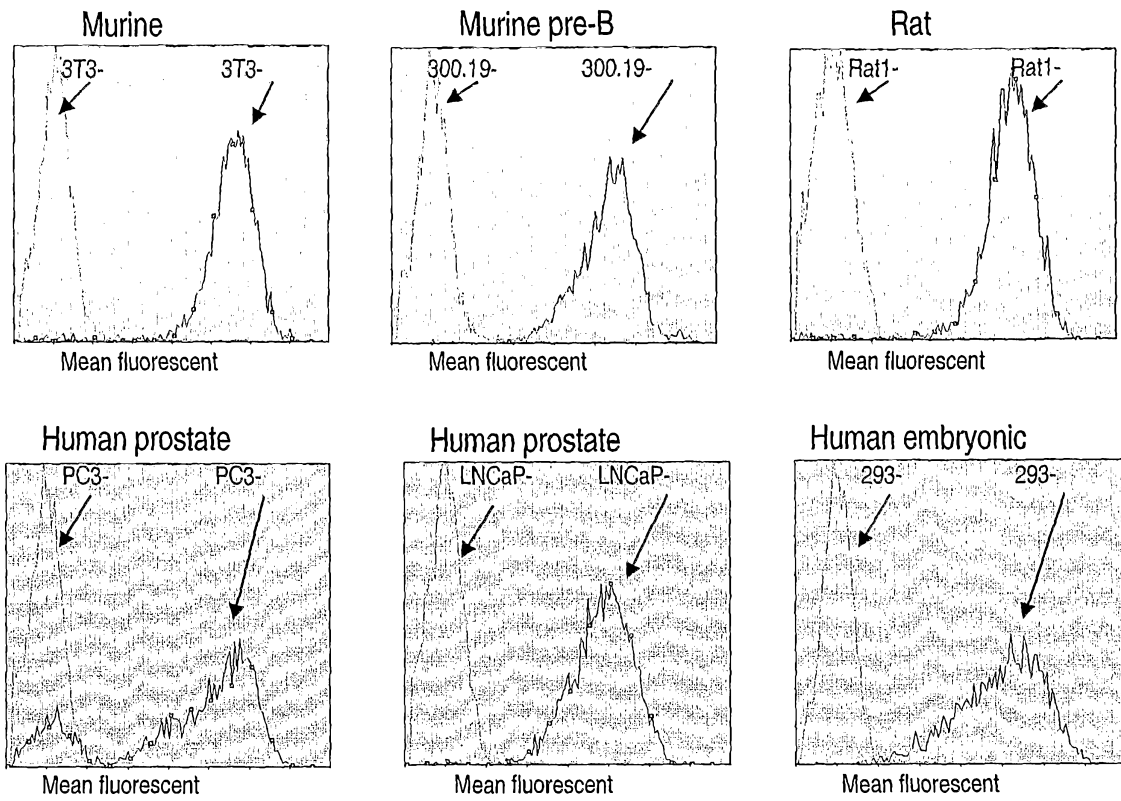 Murine
3T3- 3T3-
Mean fluorescent
Murine pre-B
300.19- 300.19-
Mean fluorescent
Rat
Rat1- Rat1-
Mean fluorescent
Human prostate
PC3- PC3-
Mean fluorescent
Human prostate
LNCaP- LNCaP-
Mean fluorescent
Human embryonic
293- 293-
Mean fluorescent